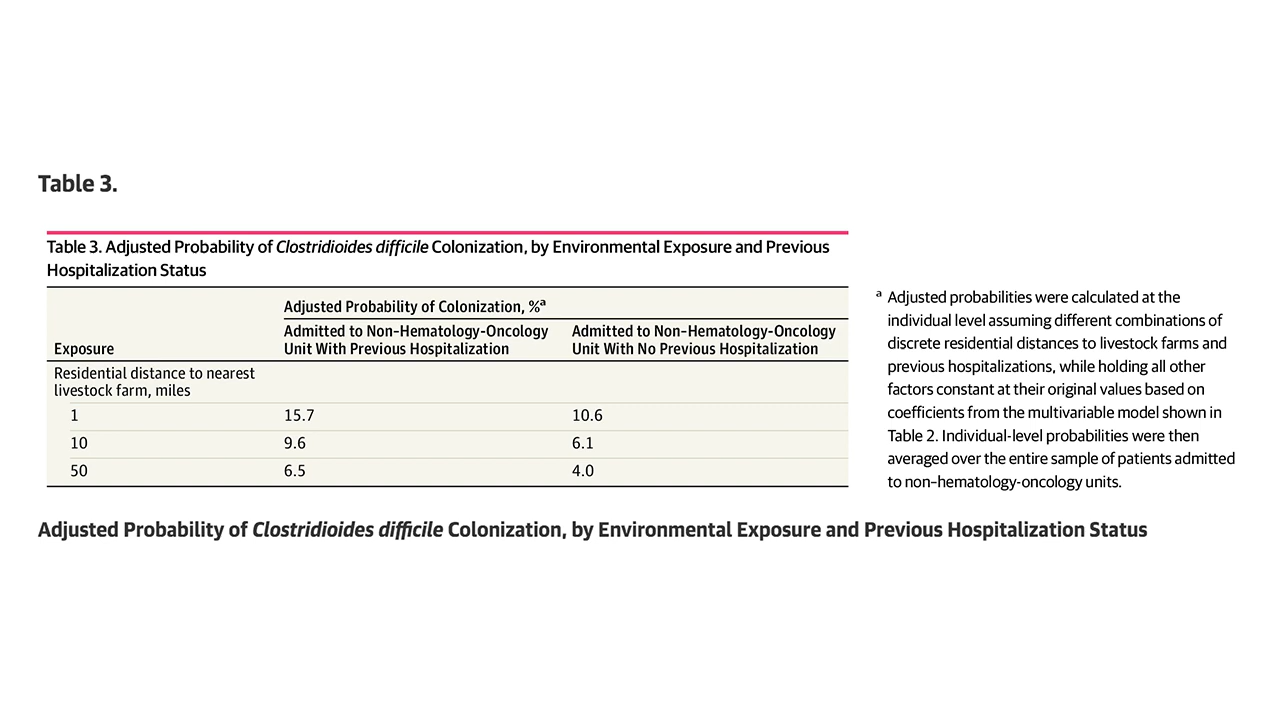 Table 3.
Table 3. Adjusted Probability of Clostridioides difficile Colonization, by Environmental Exposure and Previous
Hospitalization Status
Adjusted Probability of Colonization, %a
Exposure
Admitted to Non–Hematology-Oncology
Unit With Previous Hospitalization
Admitted to Non–Hematology-Oncology
Unit With No Previous Hospitalization
Residential distance to nearest
livestock farm, miles
1 15.7 10.6
10 9.6 6.1
50 6.5 4.0
a Adjusted probabilities were calculated at the
individual level assuming different combinations of
discrete residential distances to livestock farms and
previous hospitalizations, while holding all other
factors constant at their original values based on
coefficients from the multivariable model shown in
Table 2. Individual-level probabilities were then
averaged over the entire sample of patients admitted
to non–hematology-oncology units.
Adjusted Probability of Clostridioides difficile Colonization, by Environmental Exposure and Previous Hospitalization Status